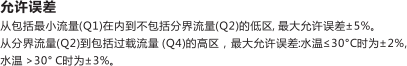 允许误差
从包括最小流量(Q1)在内到不包括分界流量(Q2)的低区, 最大允许误差±5%。
从分界流量(Q2)到包括过载流量 (Q4)的高区，最大允许误差:水温≤30°C时为±2%,
水温 >30° C时为±3%。